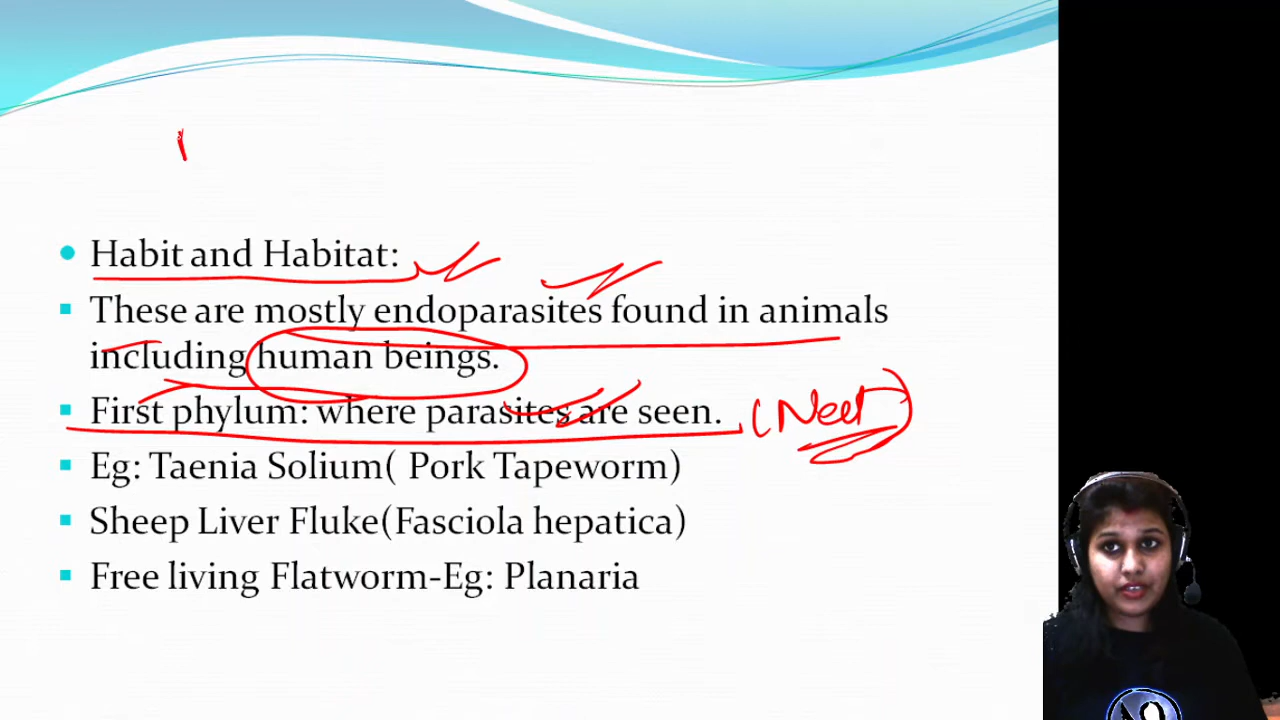 Habit and Habitat:
These are mostly endoparasites found in animals
including human beings.
First phylum: where parasites are seen. (Neet)
Eg: Taenia Solium( Pork Tapeworm)
Sheep Liver Fluke(Fasciola hepatica)
Free living Flatworm-Eg: Planaria